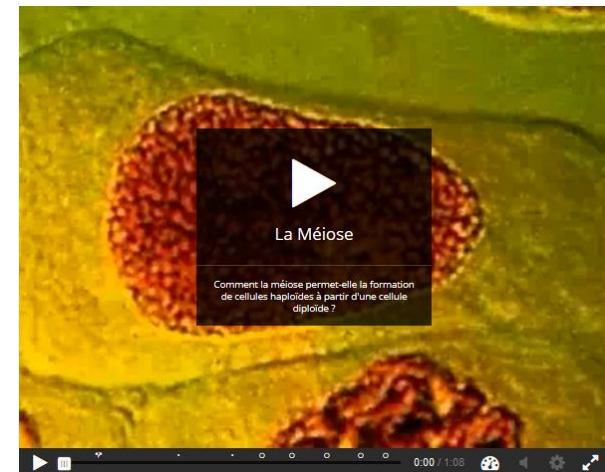 La Méiose
Comment la méiose permet-elle la formation
de cellules haploïdes à partir d'une cellule
diploïde ?
0:00 / 1:08